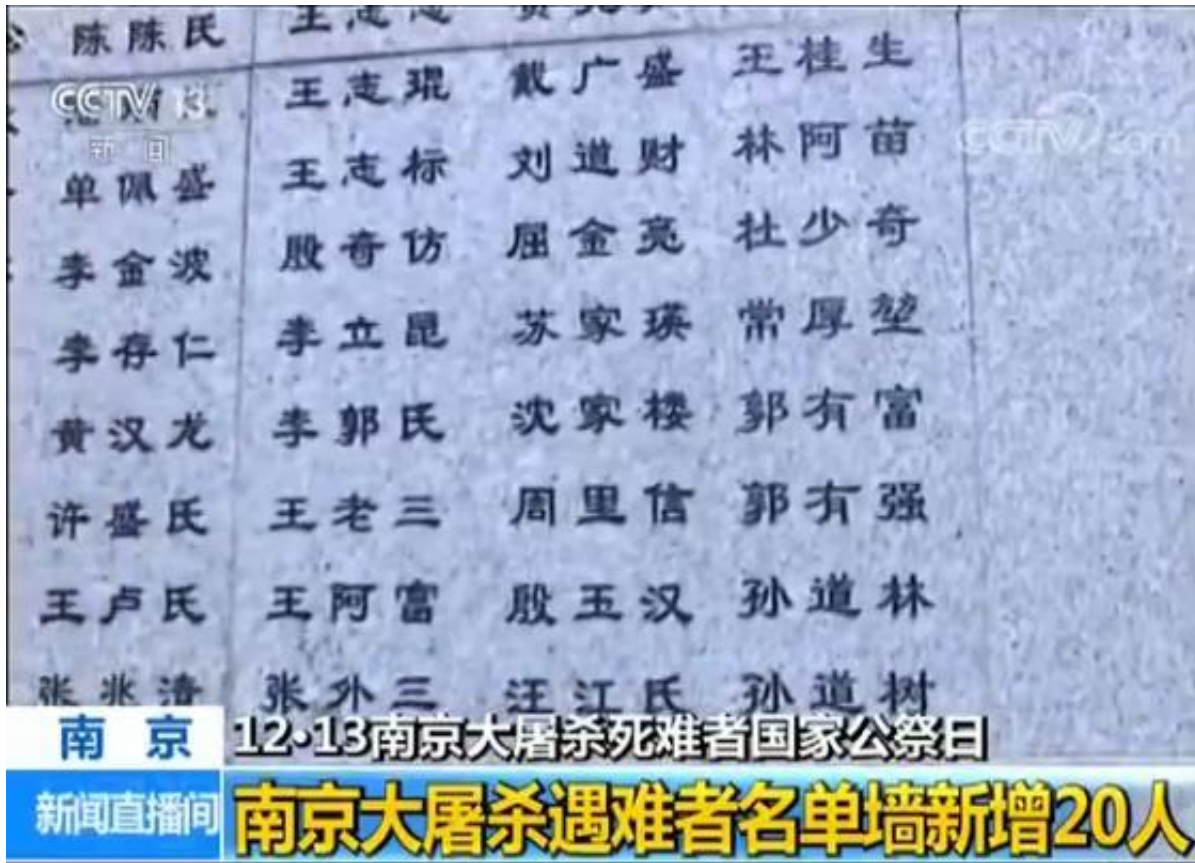 陈陈氏 王志
CCTV 13 王志琨 戴广盛 王桂生
新闻 CCTV.com
单佩盛 王志标 刘道财 林阿苗
李金波 殷奇仿 屈金亮 杜少奇
李存仁 李立昆 苏家瑛 常厚堃
黄汉龙 李郭氏 沈家楼 郭有富
许盛氏 王老三 周里信 郭有强
王卢氏 王阿富 殷玉汉 孙道林
张兆清 张外三 汪江氏 孙道树
南京 12·13南京大屠杀死难者国家公祭日
新闻直播间 南京大屠杀遇难者名单墙新增20人